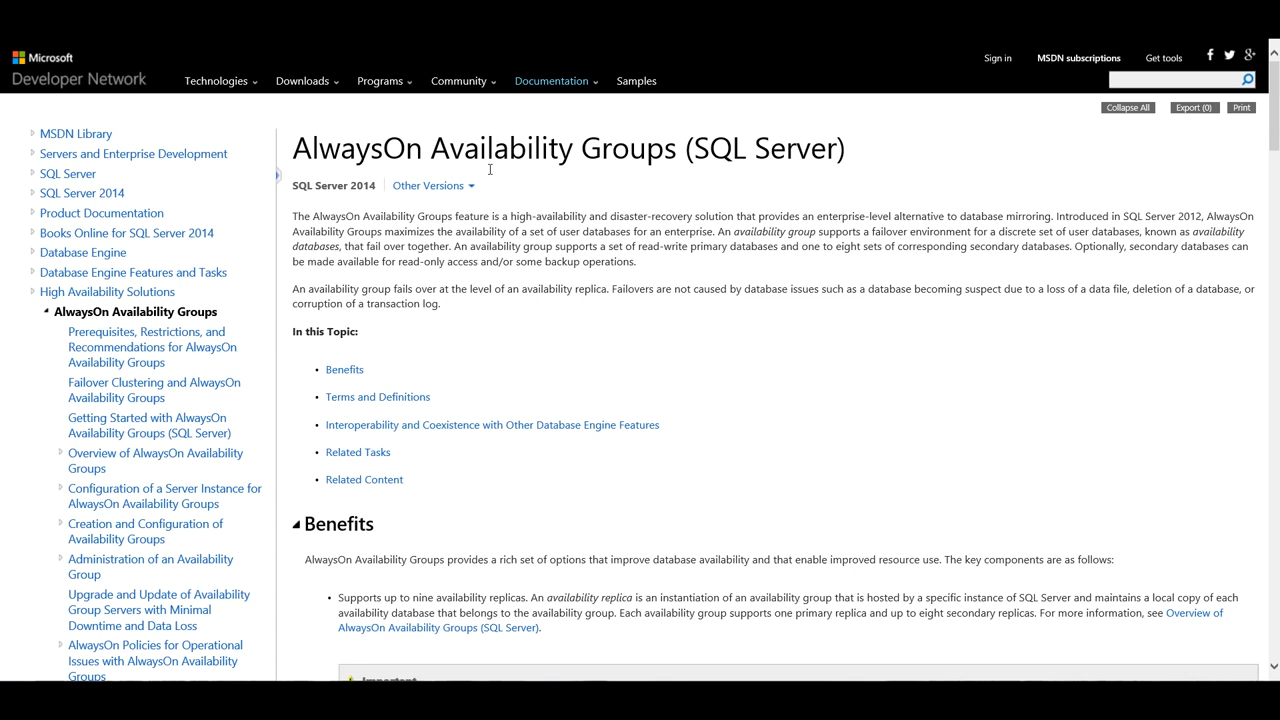 Microsoft
Developer Network
Technologies
Downloads
Programs
Community
Documentation
Samples
Sign in
MSDN subscriptions
Get tools
Collapse All
Export (0)
Print
MSDN Library
Servers and Enterprise Development
SQL Server
SQL Server 2014
Product Documentation
Books Online for SQL Server 2014
Database Engine
Database Engine Features and Tasks
High Availability Solutions
AlwaysOn Availability Groups
Prerequisites, Restrictions, and
Recommendations for AlwaysOn
Availability Groups
Failover Clustering and AlwaysOn
Availability Groups
Getting Started with AlwaysOn
Availability Groups (SQL Server)
Overview of AlwaysOn Availability
Groups
Configuration of a Server Instance for
AlwaysOn Availability Groups
Creation and Configuration of
Availability Groups
Administration of an Availability
Group
Upgrade and Update of Availability
Group Servers with Minimal
Downtime and Data Loss
AlwaysOn Policies for Operational
Issues with AlwaysOn Availability
Groups
AlwaysOn Availability Groups (SQL Server)
SQL Server 2014
Other Versions
The AlwaysOn Availability Groups feature is a high-availability and disaster-recovery solution that provides an enterprise-level alternative to database mirroring. Introduced in SQL Server 2012, AlwaysOn
Availability Groups maximizes the availability of a set of user databases for an enterprise. An availability group supports a failover environment for a discrete set of user databases, known as availability
databases, that fail over together. An availability group supports a set of read-write primary databases and one to eight sets of corresponding secondary databases. Optionally, secondary databases can
be made available for read-only access and/or some backup operations.
An availability group fails over at the level of an availability replica. Failovers are not caused by database issues such as a database becoming suspect due to a loss of a data file, deletion of a database, or
corruption of a transaction log.
In this Topic:
• Benefits
• Terms and Definitions
• Interoperability and Coexistence with Other Database Engine Features
• Related Tasks
• Related Content
Benefits
AlwaysOn Availability Groups provides a rich set of options that improve database availability and that enable improved resource use. The key components are as follows:
• Supports up to nine availability replicas. An availability replica is an instantiation of an availability group that is hosted by a specific instance of SQL Server and maintains a local copy of each
availability database that belongs to the availability group. Each availability group supports one primary replica and up to eight secondary replicas. For more information, see Overview of
AlwaysOn Availability Groups (SQL Server).
Important